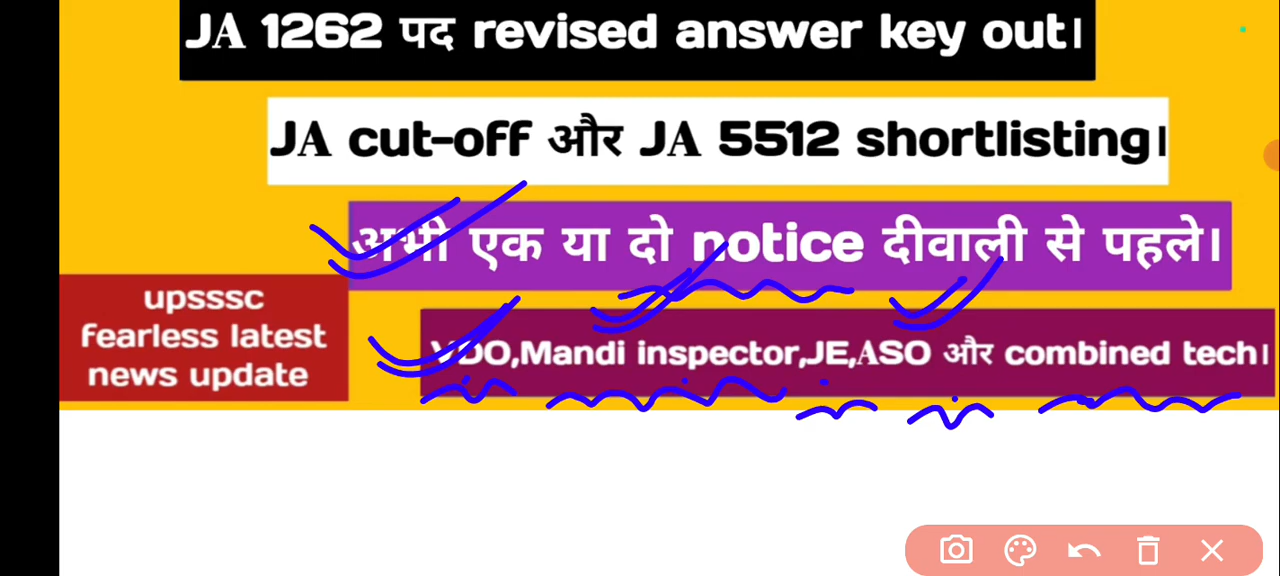 JA 1262 पद revised answer key out।
JA cut-off और JA 5512 shortlisting।
अभी एक या दो notice दीवाली से पहले।
upsssc
fearless latest
news update
VDO,Mandi inspector,JE,ASO और combined tech।